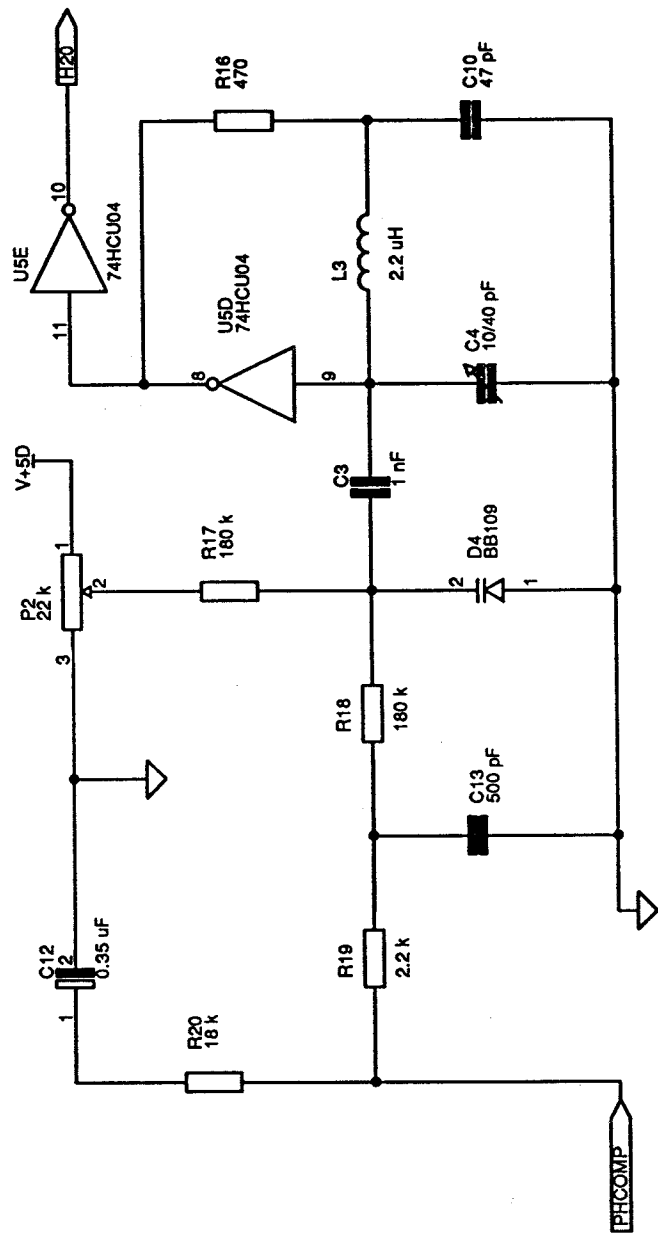 H20
10
U5E
74HCU04
11
R16
470
C10
47 pF
8
U5D
74HCU04
9
L3
2.2 uH
C4
10/40 pF
V+5D
1
P2
22 k
2
3
R17
180 k
C3
1 nF
2
D4
BB109
1
R18
180 k
C13
500 pF
C12
2
0.35 uF
1
R20
18 k
R19
2.2 k
PHCOMP